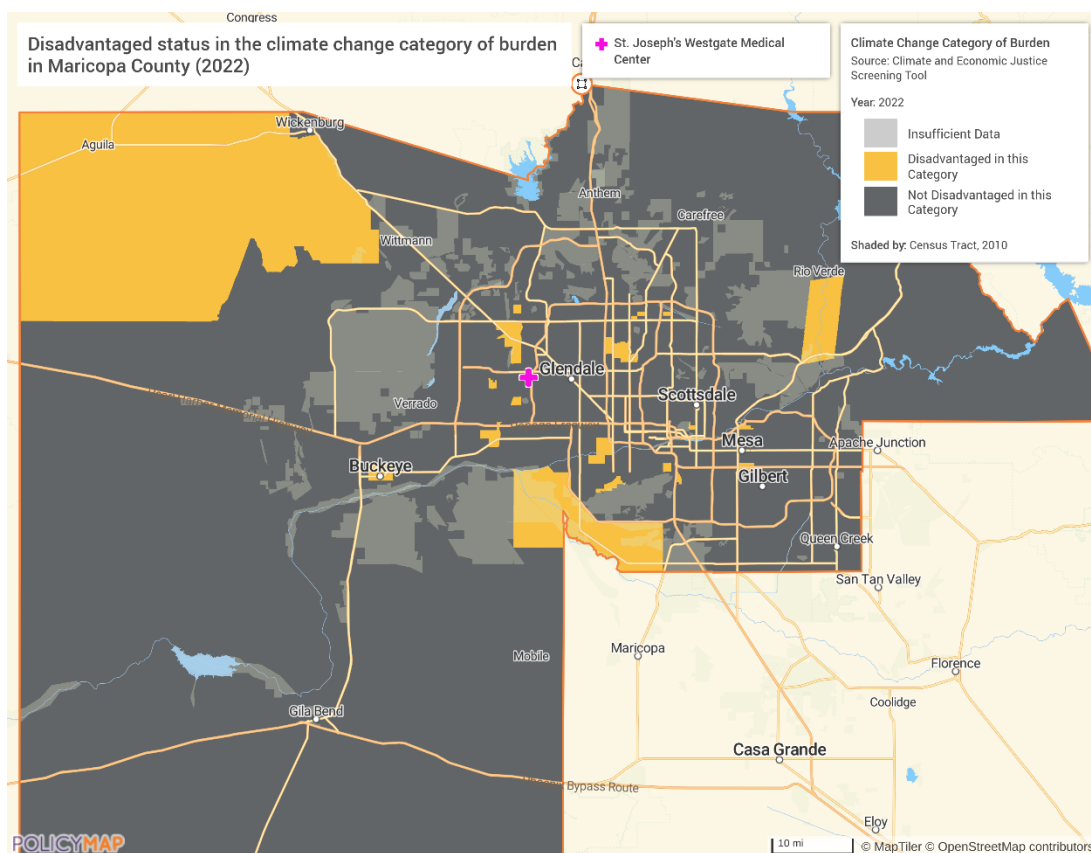 Congress
Disadvantaged status in the climate change category of burden
in Maricopa County (2022)
St. Joseph's Westgate Medical
Center
Climate Change Category of Burden
Source: Climate and Economic Justice
Screening Tool
Year: 2022
Insufficient Data
Disadvantaged in this
Category
Not Disadvantaged in this
Category
Shaded by: Census Tract, 2010
Ca
Wickenburg
Aguila
Anthem
Carefree
Wittmann
Rio Verde
Glendale
Scottsdale
Verrado
Mesa
Apache Junction
Buckeye
Gilbert
Queen Creek
San Tan Valley
Maricopa
Mobile
Florence
Coolidge
Gila Bend
Casa Grande
Bypass Route
Eloy
POLICYMAP
10 mi
© MapTiler © OpenStreetMap contributors